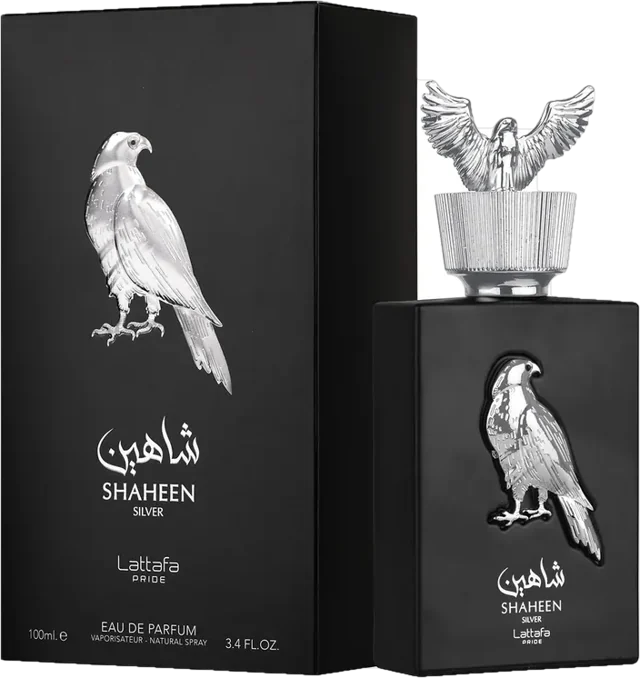 شاهين
SHAHEEN
SILVER
Lattafa
PRIDE
100ml. e
EAU DE PARFUM
VAPORISATEUR - NATURAL SPRAY
3.4 FL.OZ.
شاهين
SHAHEEN
SILVER
Lattafa
PRIDE